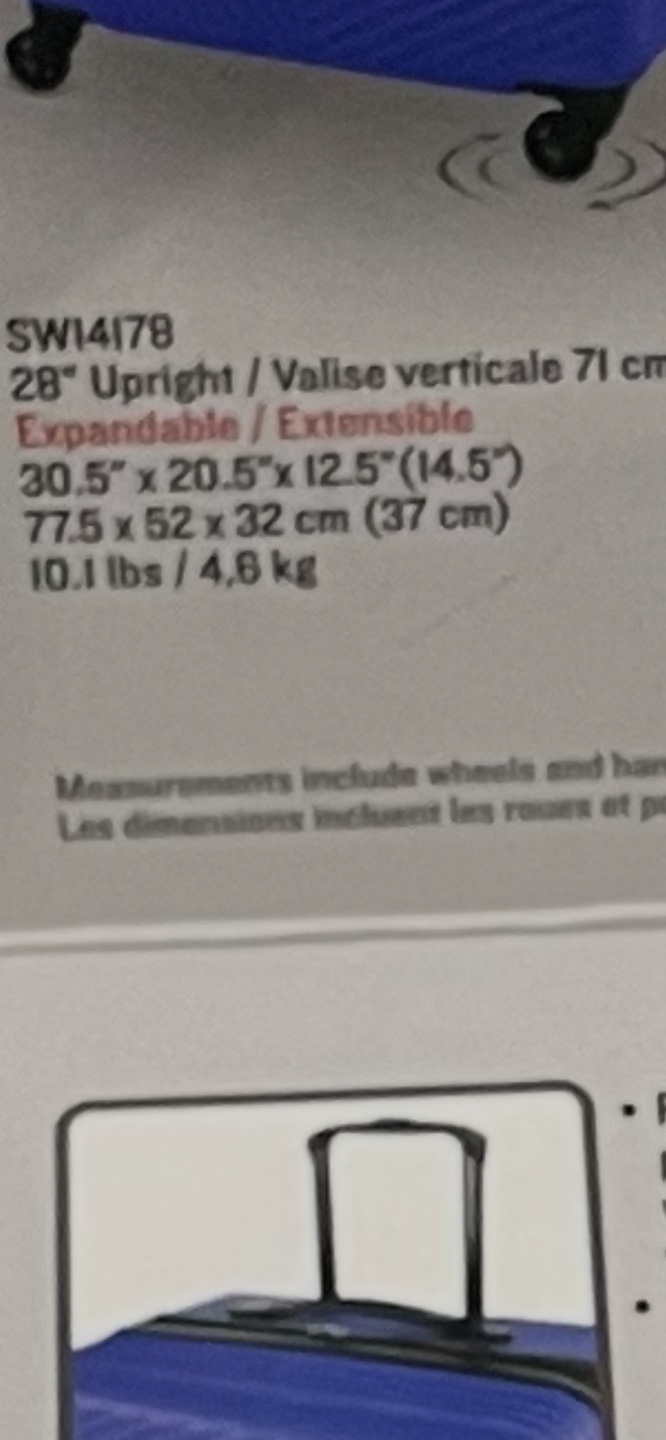 SW14178
28" Upright / Valise verticale 71 cm
Expandable / Extensible
30.5" x 20.5" x 12.5" (14.5")
77.5 x 52 x 32 cm (37 cm)
10.1 lbs / 4,6 kg
Measurements include wheels and
Les dimensions incluent les roues et